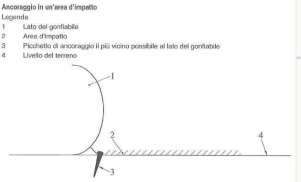 Ancoraggio in un'area d'impatto
Legenda
1 Lato del gonfiabile
2 Area d'impatto
3 Picchetto di ancoraggio il più vicino possibile al lato del gonfiabile
4 Livello del terreno
1
2
4
3